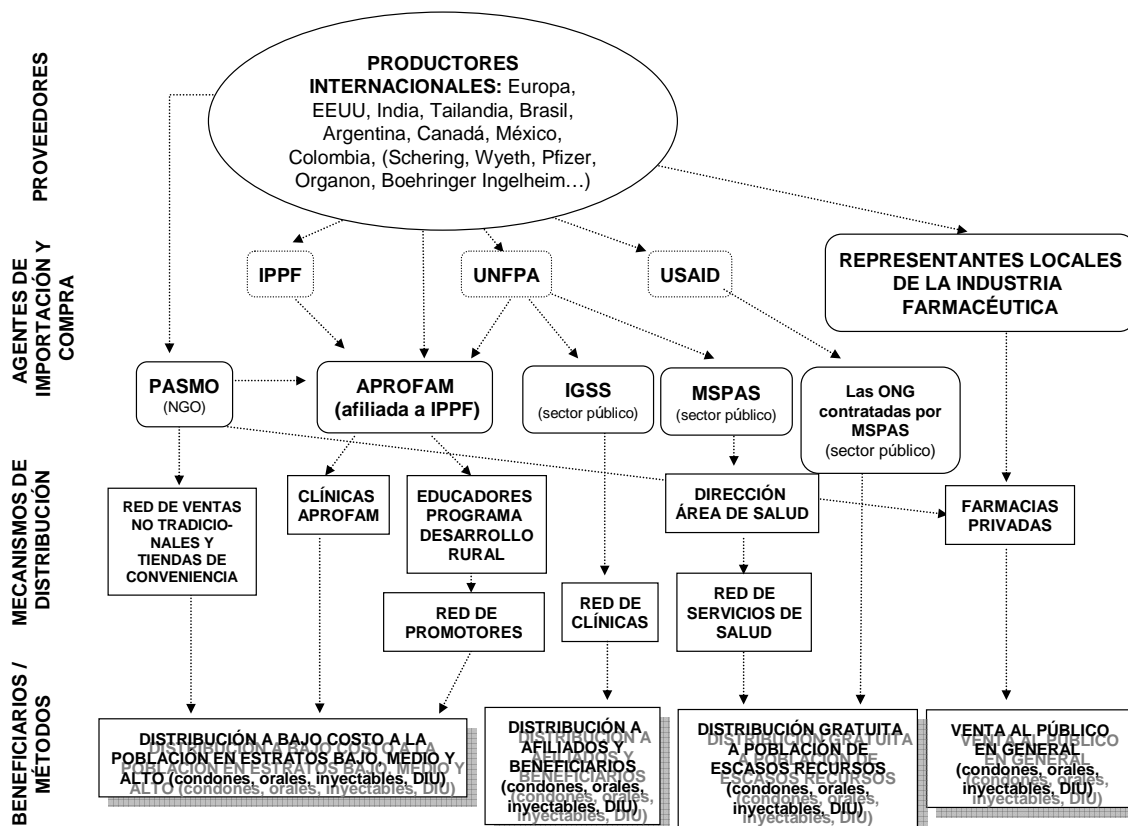 PROVEEDORES
PRODUCTORES
INTERNACIONALES: Europa,
EEUU, India, Tailandia, Brasil,
Argentina, Canadá, México,
Colombia, (Schering, Wyeth, Pfizer,
Organon, Boehringer Ingelheim…)
AGENTES DE
IMPORTACIÓN Y
COMPRA
IPPF
UNFPA
USAID
REPRESENTANTES LOCALES
DE LA INDUSTRIA
FARMACÉUTICA
PASMO
(NGO)
APROFAM
(afiliada a IPPF)
IGSS
(sector público)
MSPAS
(sector público)
Las ONG
contratadas por
MSPAS
(sector público)
MECANISMOS DE
DISTRIBUCIÓN
RED DE VENTAS
NO TRADICIO-
NALES Y
TIENDAS DE
CONVENIENCIA
CLÍNICAS
APROFAM
EDUCADORES
PROGRAMA
DESARROLLO
RURAL
DIRECCIÓN
ÁREA DE SALUD
FARMACIAS
PRIVADAS
RED DE
PROMOTORES
RED DE
CLÍNICAS
RED DE
SERVICIOS DE
SALUD
BENEFICIARIOS /
MÉTODOS
DISTRIBUCIÓN A BAJO COSTO A LA
POBLACIÓN EN ESTRATOS BAJO, MEDIO Y
ALTO (condones, orales, inyectables, DIU)
DISTRIBUCIÓN A
AFILIADOS Y
BENEFICIARIOS
(condones, orales,
inyectables, DIU)
DISTRIBUCIÓN GRATUITA
A POBLACIÓN DE
ESCASOS RECURSOS
(condones, orales,
inyectables, DIU)
VENTA AL PÚBLICO
EN GENERAL
(condones, orales,
inyectables, DIU)